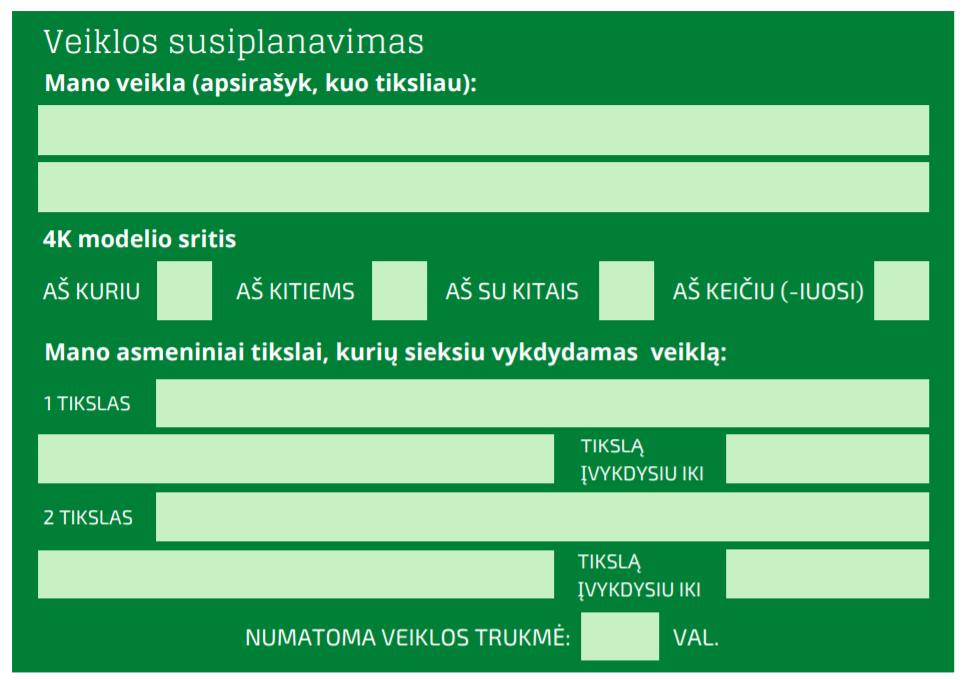 Veiklos susiplanavimas
Mano veikla (apsirašyk, kuo tiksliau):
4K modelio sritis
AŠ KURIU AŠ KITIEMS AŠ SU KITAIS AŠ KEIČIU (-IUOSI)
Mano asmeniniai tikslai, kurių sieksiu vykdydamas veiklą:
1 TIKSLAS
TIKSLĄ
ĮVYKDYSIU IKI
2 TIKSLAS
TIKSLĄ
ĮVYKDYSIU IKI
NUMATOMA VEIKLOS TRUKMĖ: VAL.